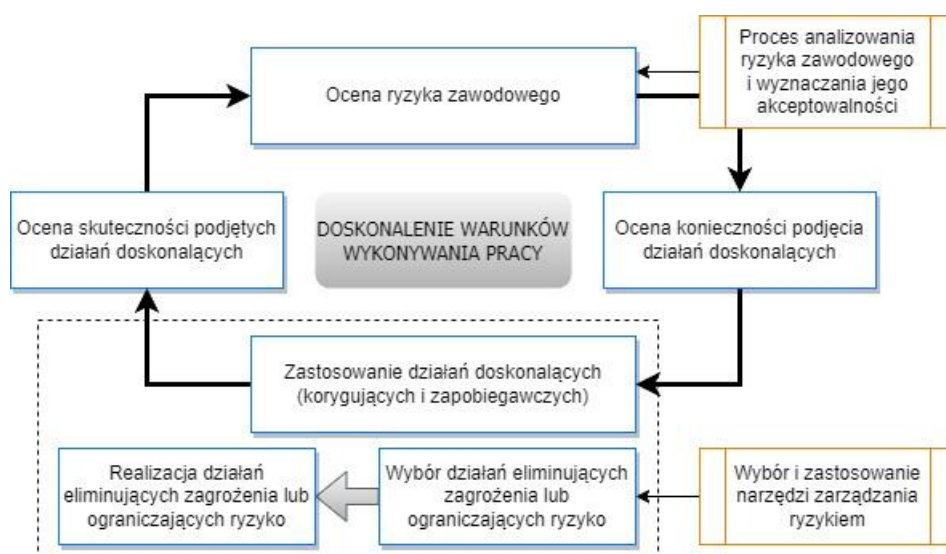 Ocena ryzyka zawodowego
Proces analizowania
ryzyka zawodowego
i wyznaczania jego
akceptowalności
Ocena skuteczności podjętych
działań doskonalących
DOSKONALENIE WARUNKÓW
WYKONYWANIA PRACY
Ocena konieczności podjęcia
działań doskonalących
Zastosowanie działań doskonalących
(korygujących i zapobiegawczych)
Realizacja działań
eliminujących zagrożenia lub
ograniczających ryzyko
Wybór działań eliminujących
zagrożenia lub
ograniczających ryzyko
Wybór i zastosowanie
narzędzi zarządzania
ryzykiem